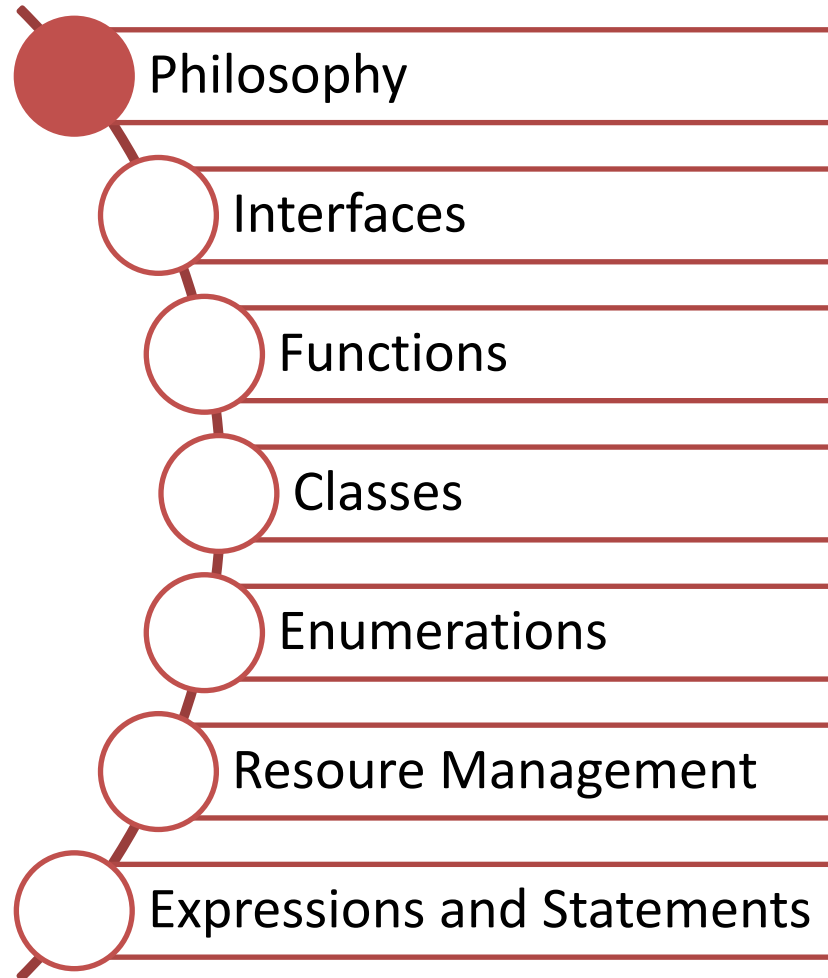 Philosophy
Interfaces
Functions
Classes
Enumerations
Resoure Management
Expressions and Statements